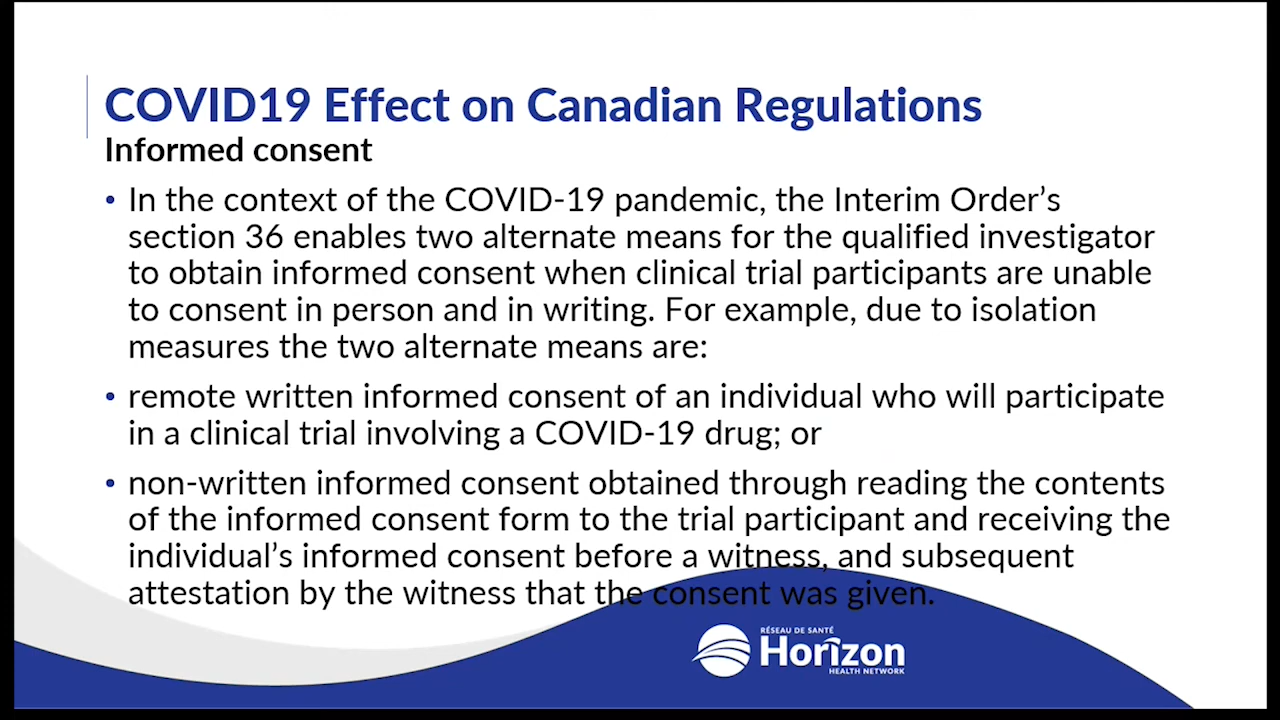 COVID19 Effect on Canadian Regulations
Informed consent
• In the context of the COVID-19 pandemic, the Interim Order’s
section 36 enables two alternate means for the qualified investigator
to obtain informed consent when clinical trial participants are unable
to consent in person and in writing. For example, due to isolation
measures the two alternate means are:
• remote written informed consent of an individual who will participate
in a clinical trial involving a COVID-19 drug; or
• non-written informed consent obtained through reading the contents
of the informed consent form to the trial participant and receiving the
individual’s informed consent before a witness, and subsequent
attestation by the witness that the consent was given.
RÉSEAU DE SANTÉ
Horizon
HEALTH NETWORK